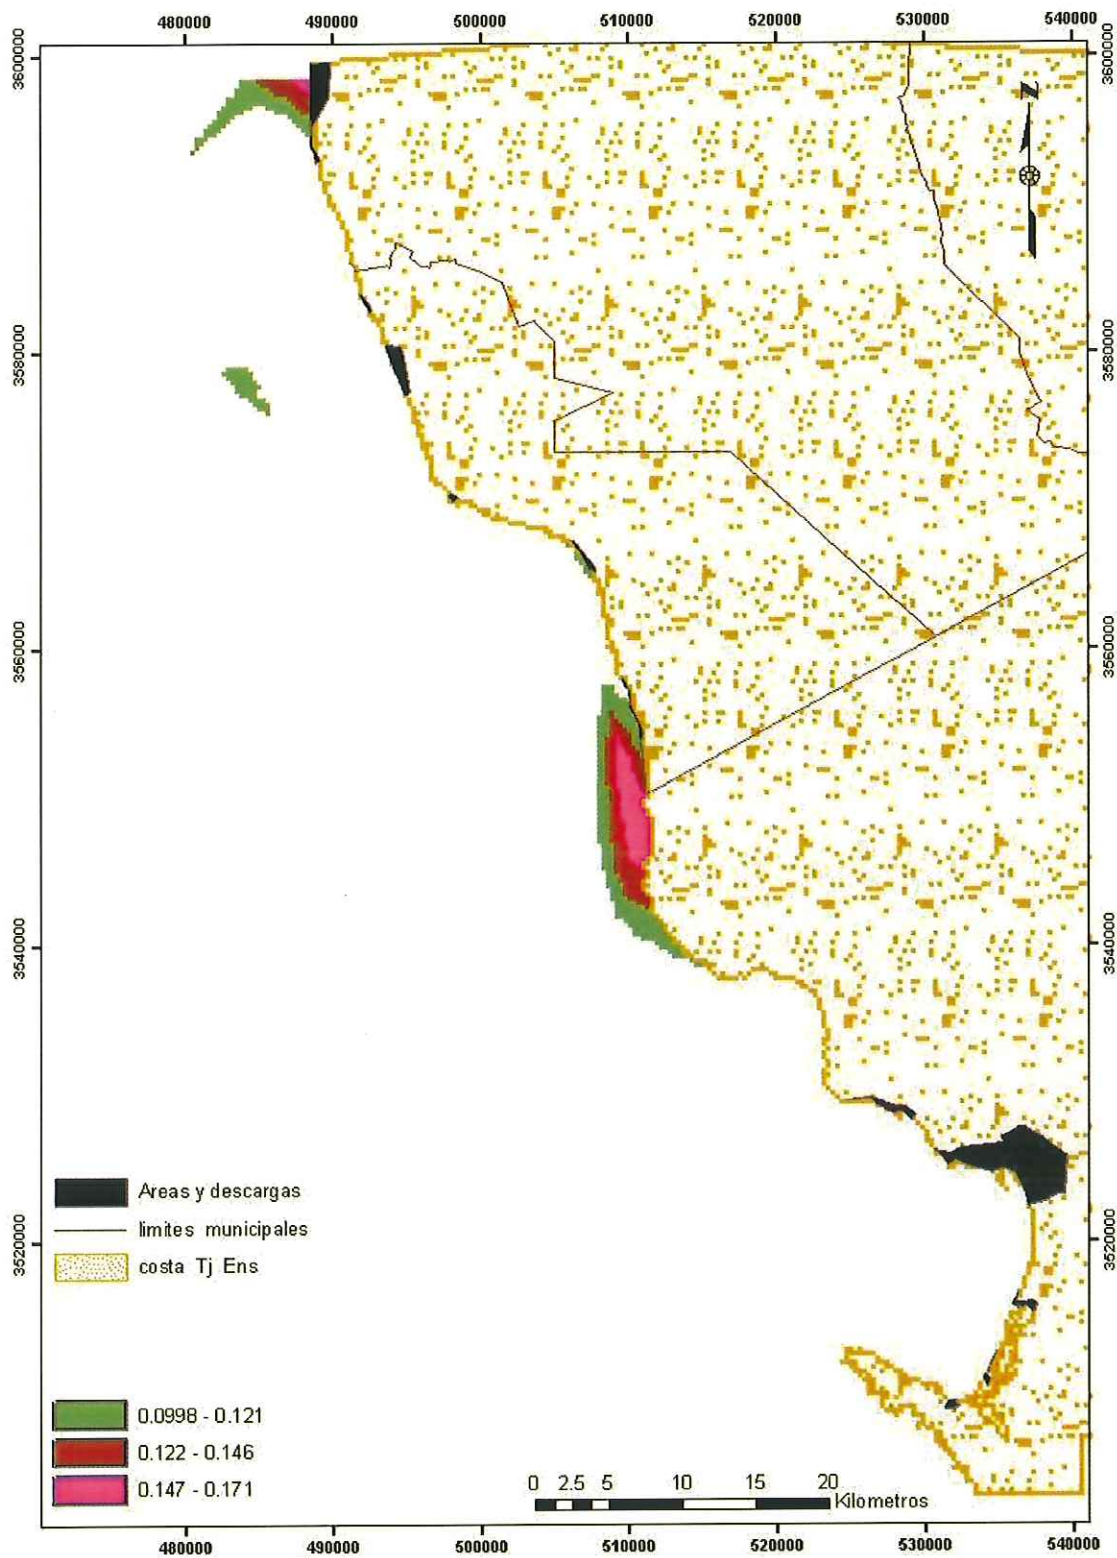 480000 490000 500000 510000 520000 530000 540000
3600000 3600000
N
3580000 3580000
3560000 3560000
3540000 3540000
Areas y descargas
limites municipales
3520000 3520000
costa Tj Ens
0.0998 - 0.121
0.122 - 0.146
0.147 - 0.171
0 2.5 5 10 15 20
Kilometros
480000 490000 500000 510000 520000 530000 540000